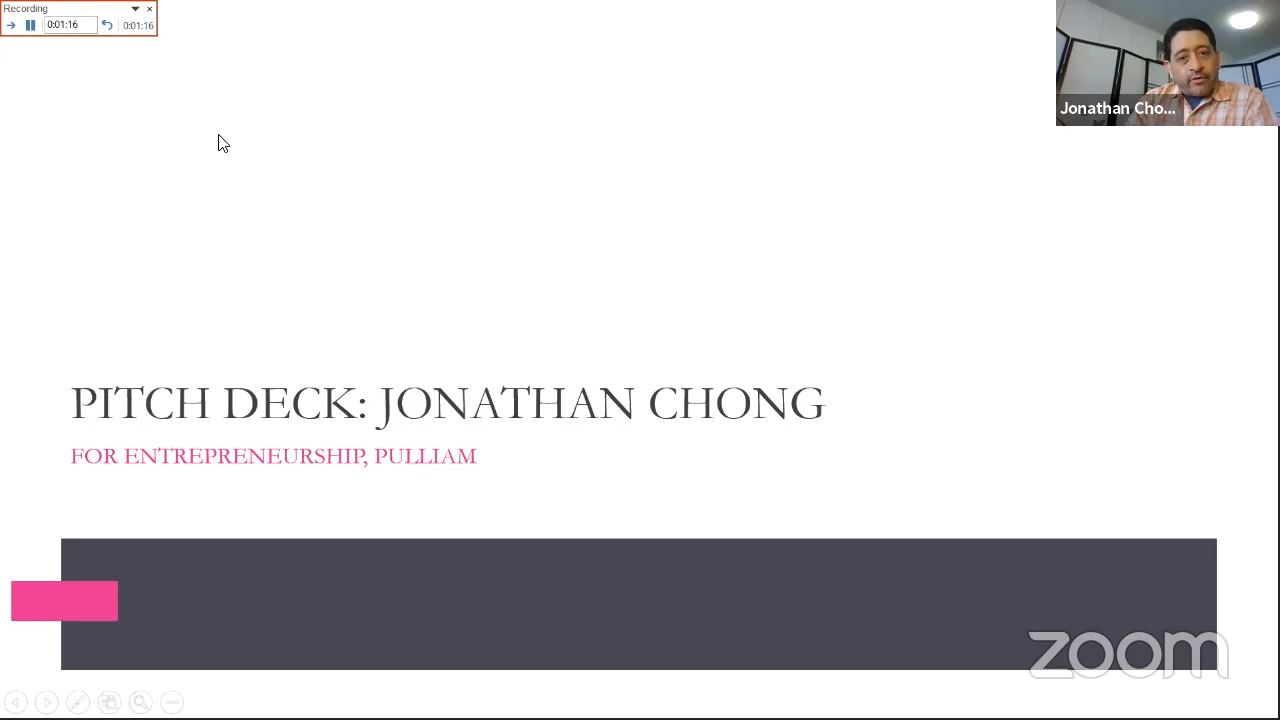 Recording
0:01:16
0:01:16
Jonathan Cho...
PITCH DECK: JONATHAN CHONG
FOR ENTREPRENEURSHIP, PULLIAM
zoom